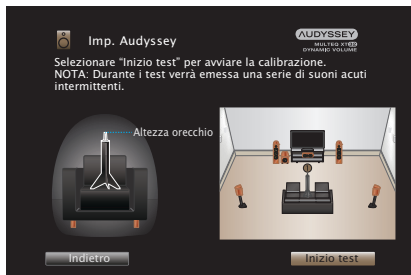 Imp. Audyssey
AUDYSSEY
MULTEQ XT32
DYNAMIC VOLUME
Selezionare “Inizio test” per avviare la calibrazione.
NOTA: Durante i test verrà emessa una serie di suoni acuti
intermittenti.
Altezza orecchio
Indietro
Inizio test